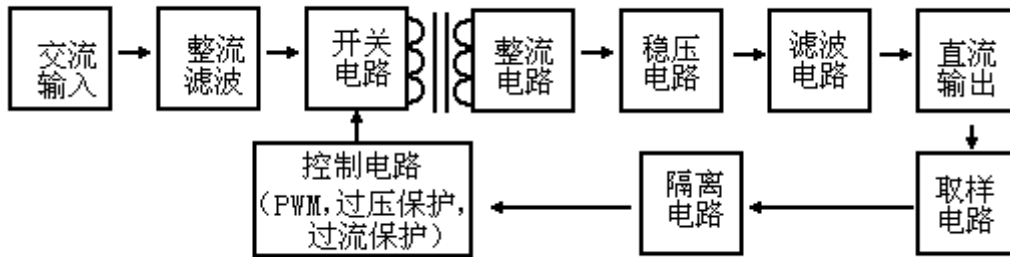 交流
输入
整流
滤波
开关
电路
整流
电路
稳压
电路
滤波
电路
直流
输出
控制电路
(PWM,过压保护,
过流保护)
隔离
电路
取样
电路